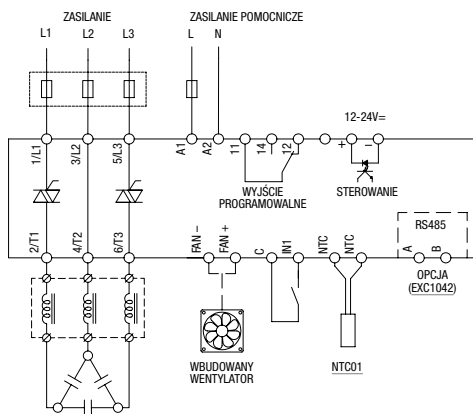 ZASILANIE
ZASILANIE POMOCNICZE
L1
L2
L3
L
N
12-24V=
1/L1
3/L2
5/L3
A1
A2
11
14
12
+
–
WYJŚCIE
PROGRAMOWALNE
STEROWANIE
2/T1
4/T2
6/T3
FAN –
FAN +
C
IN1
NTC
NTC
RS485
A
B
OPCJA
(EXC1042)
WBUDOWANY
WENTYLATOR
NTC01